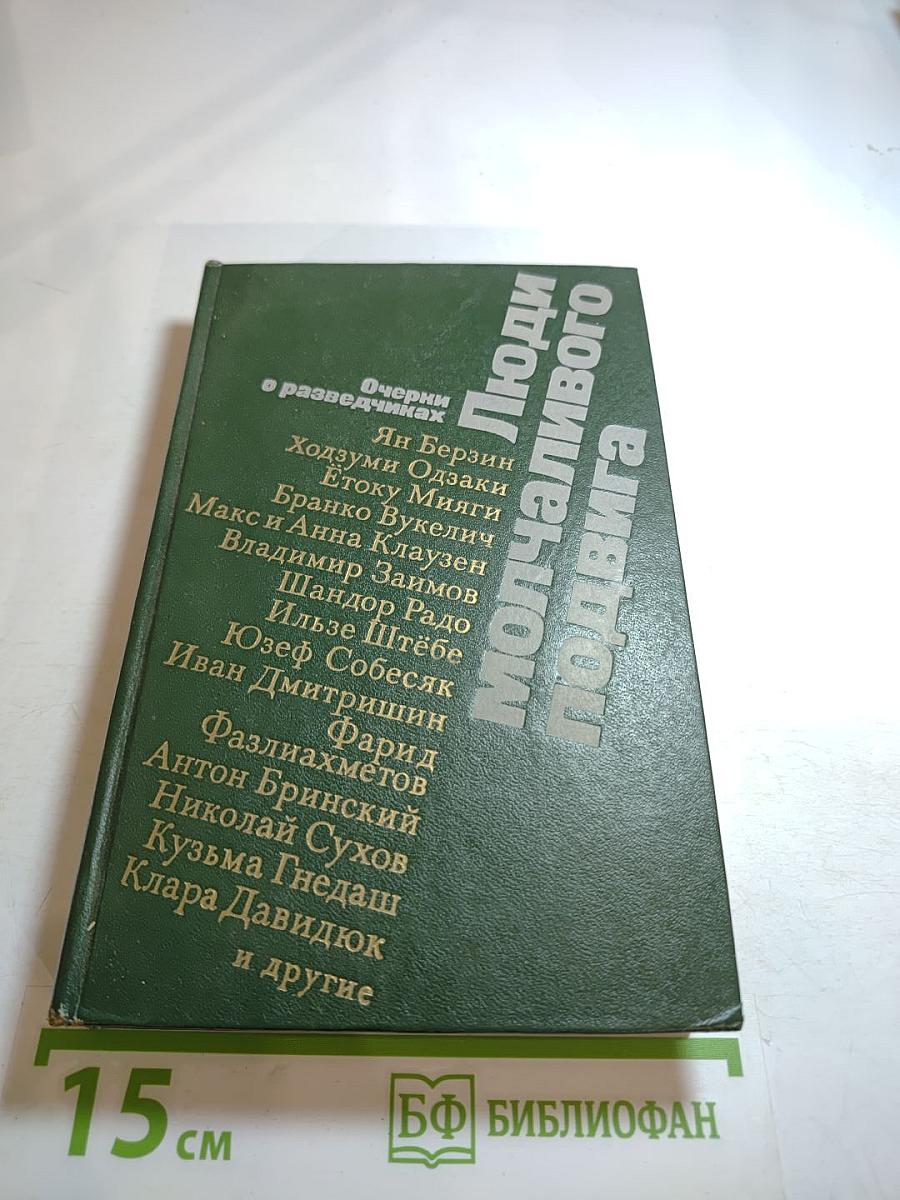 Люди
молчаливого
подвига
Очерки
о разведчиках
Ян Берзин
Ходзуми Одзаки
Ётоку Мияги
Бранко Вукелич
Макс и Анна Клаузен
Владимир Заимов
Шандор Радо
Ильзе Штёбе
Юзеф Собесяк
Иван Дмитришин
Фарид
Фазлиахметов
Антон Бринский
Николай Сухов
Кузьма Гнедаш
Клара Давидюк
и другие
15 см
БФ БИБЛИОФАН